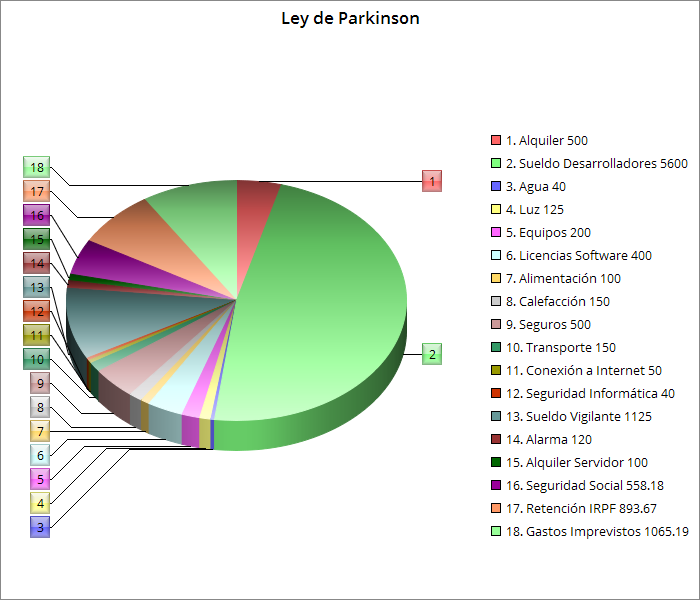 Ley de Parkinson
1. Alquiler 500
2. Sueldo Desarrolladores 5600
3. Agua 40
4. Luz 125
5. Equipos 200
6. Licencias Software 400
7. Alimentación 100
8. Calefacción 150
9. Seguros 500
10. Transporte 150
11. Conexión a Internet 50
12. Seguridad Informática 40
13. Sueldo Vigilante 1125
14. Alarma 120
15. Alquiler Servidor 100
16. Seguridad Social 558.18
17. Retención IRPF 893.67
18. Gastos Imprevistos 1065.19
18
17
16
15
14
13
12
11
10
9
8
7
6
5
4
3
1
2